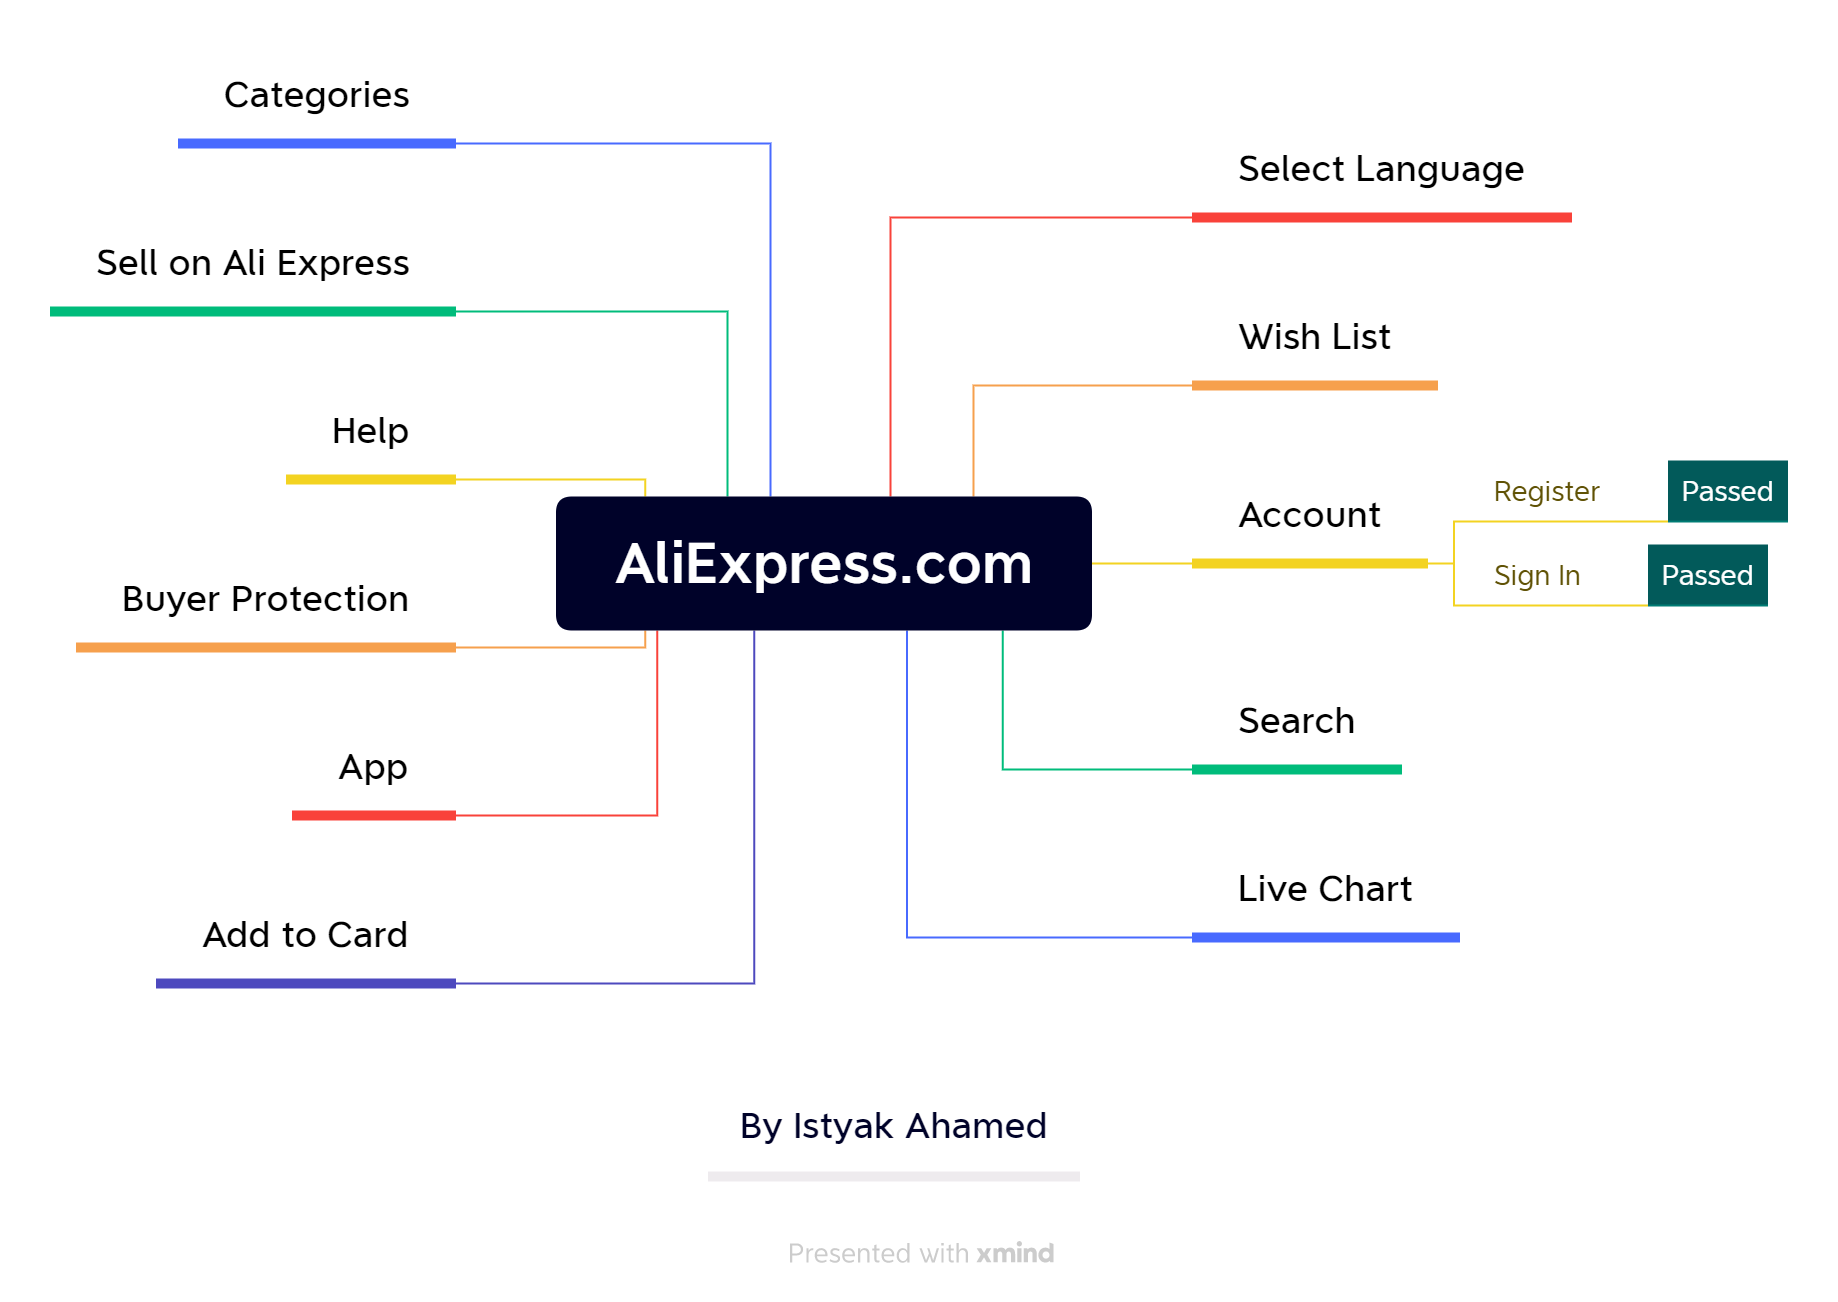 Categories
Sell on Ali Express
Help
Buyer Protection
App
Add to Card
AliExpress.com
Select Language
Wish List
Account
Register
Passed
Sign In
Passed
Search
Live Chart
By Istyak Ahamed
Presented with xmind